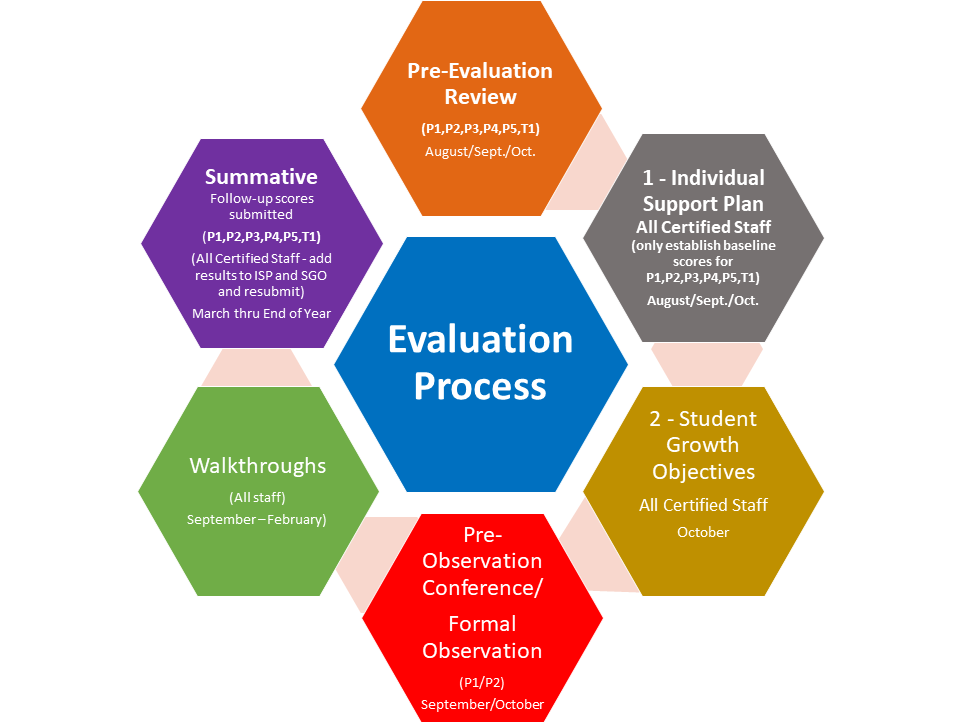 Pre-Evaluation
Review
(P1,P2,P3,P4,P5,T1)
August/Sept./Oct.
1 - Individual
Support Plan
All Certified Staff
(only establish baseline
scores for
P1,P2,P3,P4,P5,T1)
August/Sept./Oct.
2 - Student
Growth
Objectives
All Certified Staff
October
Pre-
Observation
Conference/
Formal
Observation
(P1/P2)
September/October
Walkthroughs
(All staff)
September – February)
Summative
Follow-up scores
submitted
(P1,P2,P3,P4,P5,T1)
(All Certified Staff - add
results to ISP and SGO
and resubmit)
March thru End of Year
Evaluation
Process